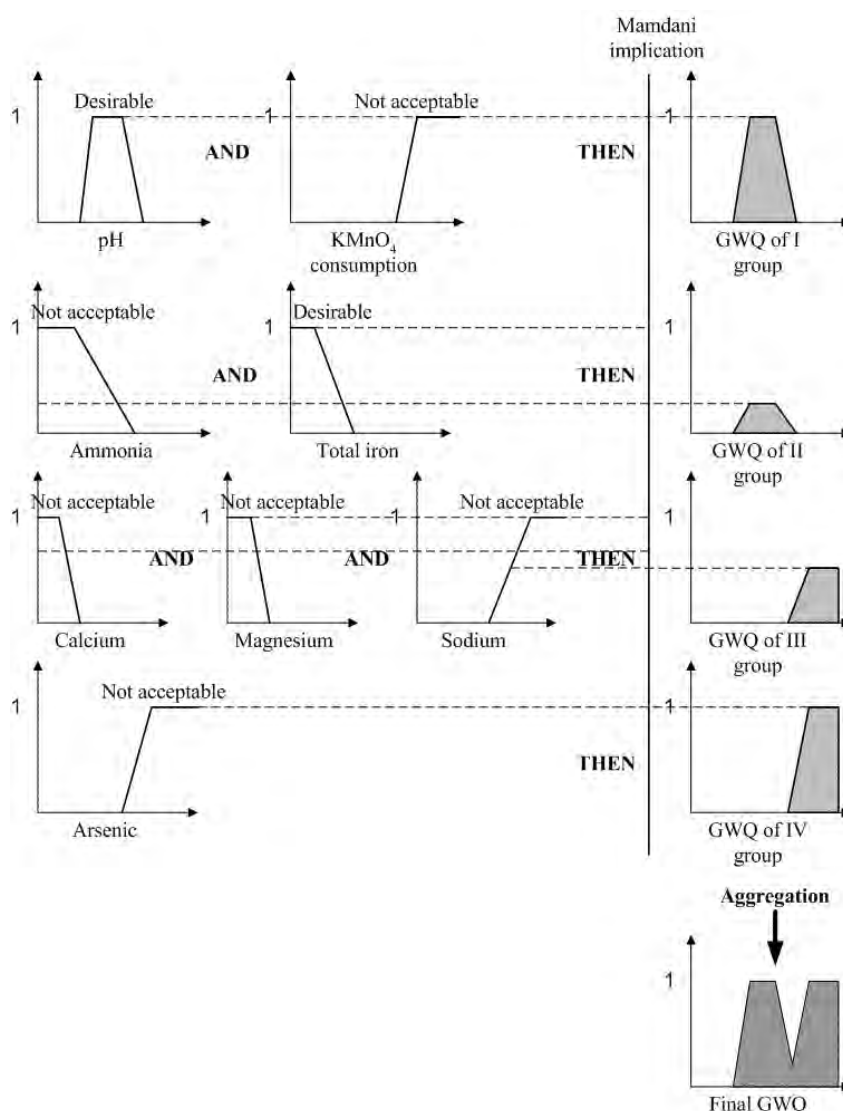 Mamdani
implication
Desirable
Not acceptable
1
1
1
AND
THEN
pH
KMnO4
consumption
GWQ of I
group
Not acceptable
Desirable
1
1
1
AND
THEN
Ammonia
Total iron
GWQ of II
group
Not acceptable
Not acceptable
Not acceptable
1
1
1
1
AND
AND
THEN
Calcium
Magnesium
Sodium
GWQ of III
group
Not acceptable
1
1
THEN
Arsenic
GWQ of IV
group
Aggregation
1
Final GWQ